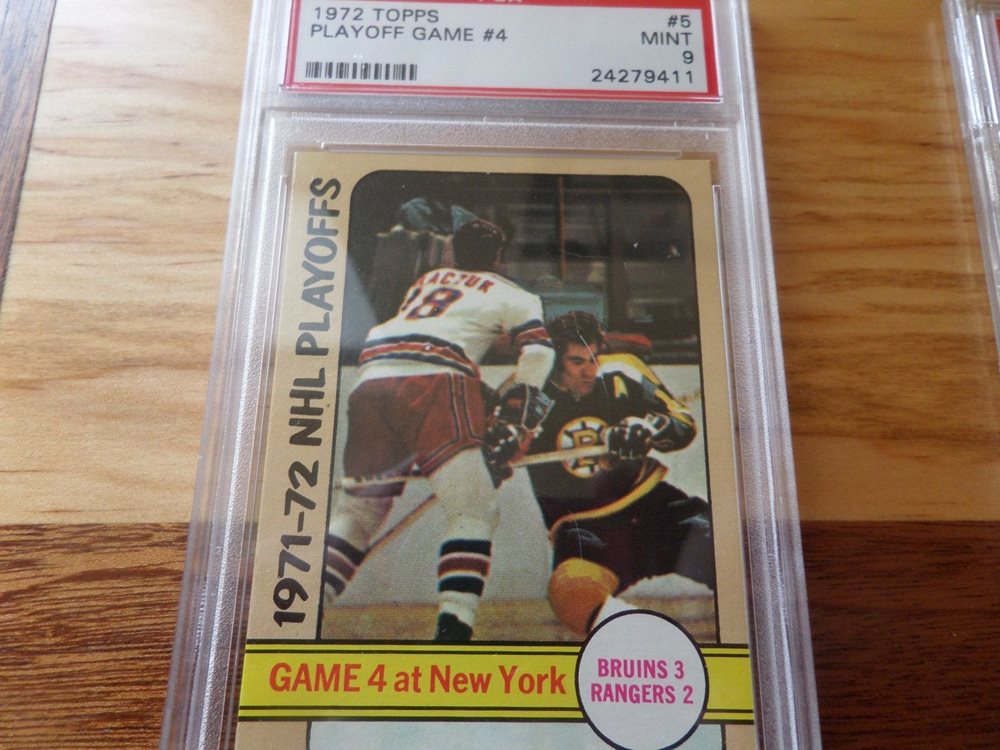 1972 TOPPS #5
PLAYOFF GAME #4 MINT
9
24279411
1971-72 NHL PLAYOFFS
18
A
B
GAME 4 at New York
BRUINS 3
RANGERS 2